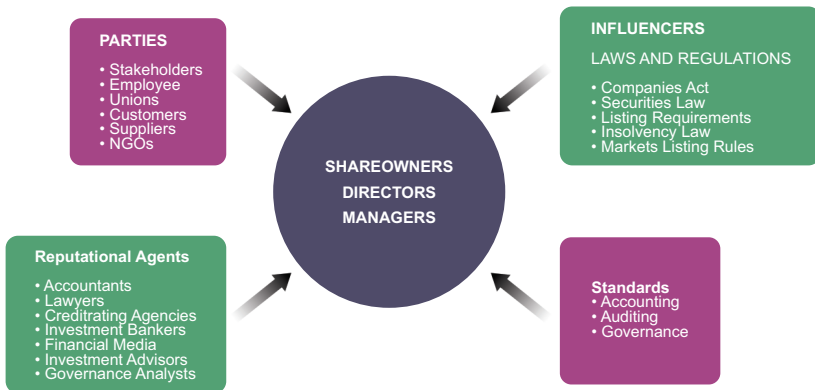 PARTIES
• Stakeholders
• Employee
• Unions
• Customers
• Suppliers
• NGOs
INFLUENCERS
LAWS AND REGULATIONS
• Companies Act
• Securities Law
• Listing Requirements
• Insolvency Law
• Markets Listing Rules
SHAREOWNERS
DIRECTORS
MANAGERS
Reputational Agents
• Accountants
• Lawyers
• Creditrating Agencies
• Investment Bankers
• Financial Media
• Investment Advisors
• Governance Analysts
Standards
• Accounting
• Auditing
• Governance